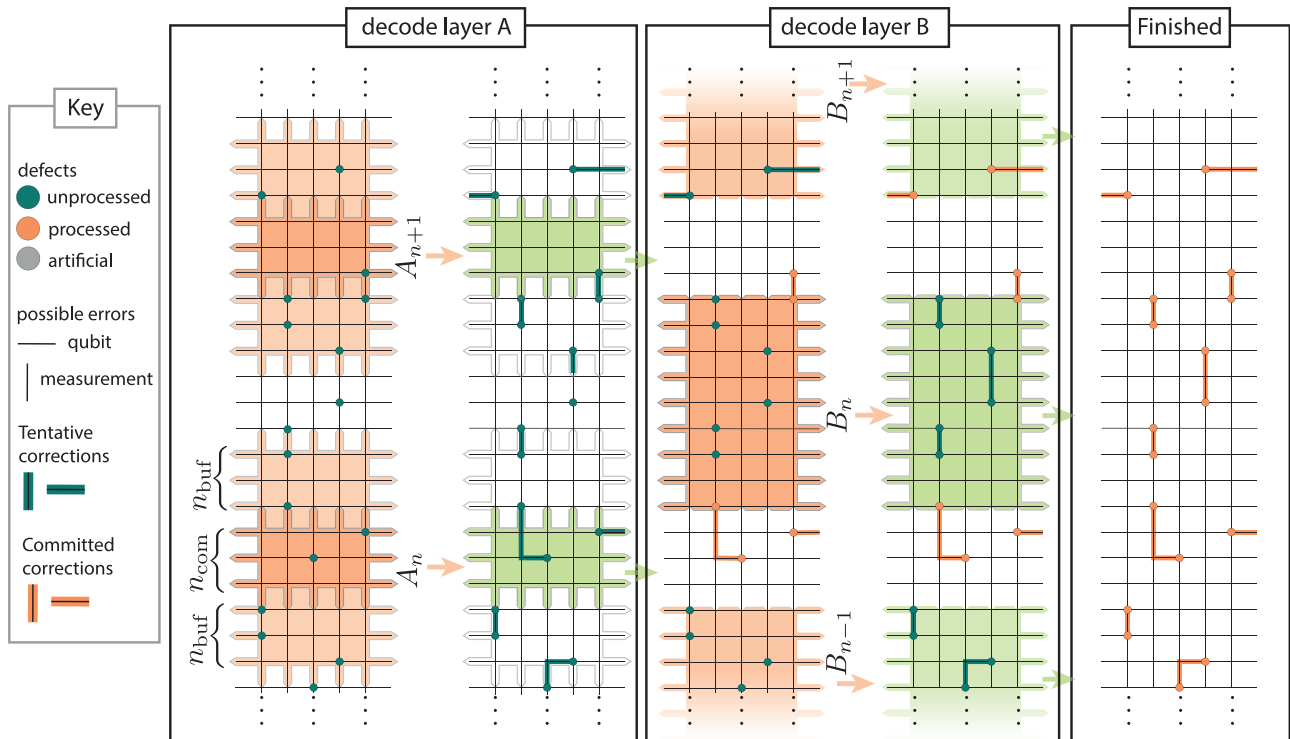 decode layer A
decode layer B
Finished
Key
defects
unprocessed
processed
artificial
possible errors
qubit
measurement
Tentative
corrections
Committed
corrections
n_buf
n_com
n_buf
A_{n+1}
A_n
B_{n+1}
B_n
B_{n−1}